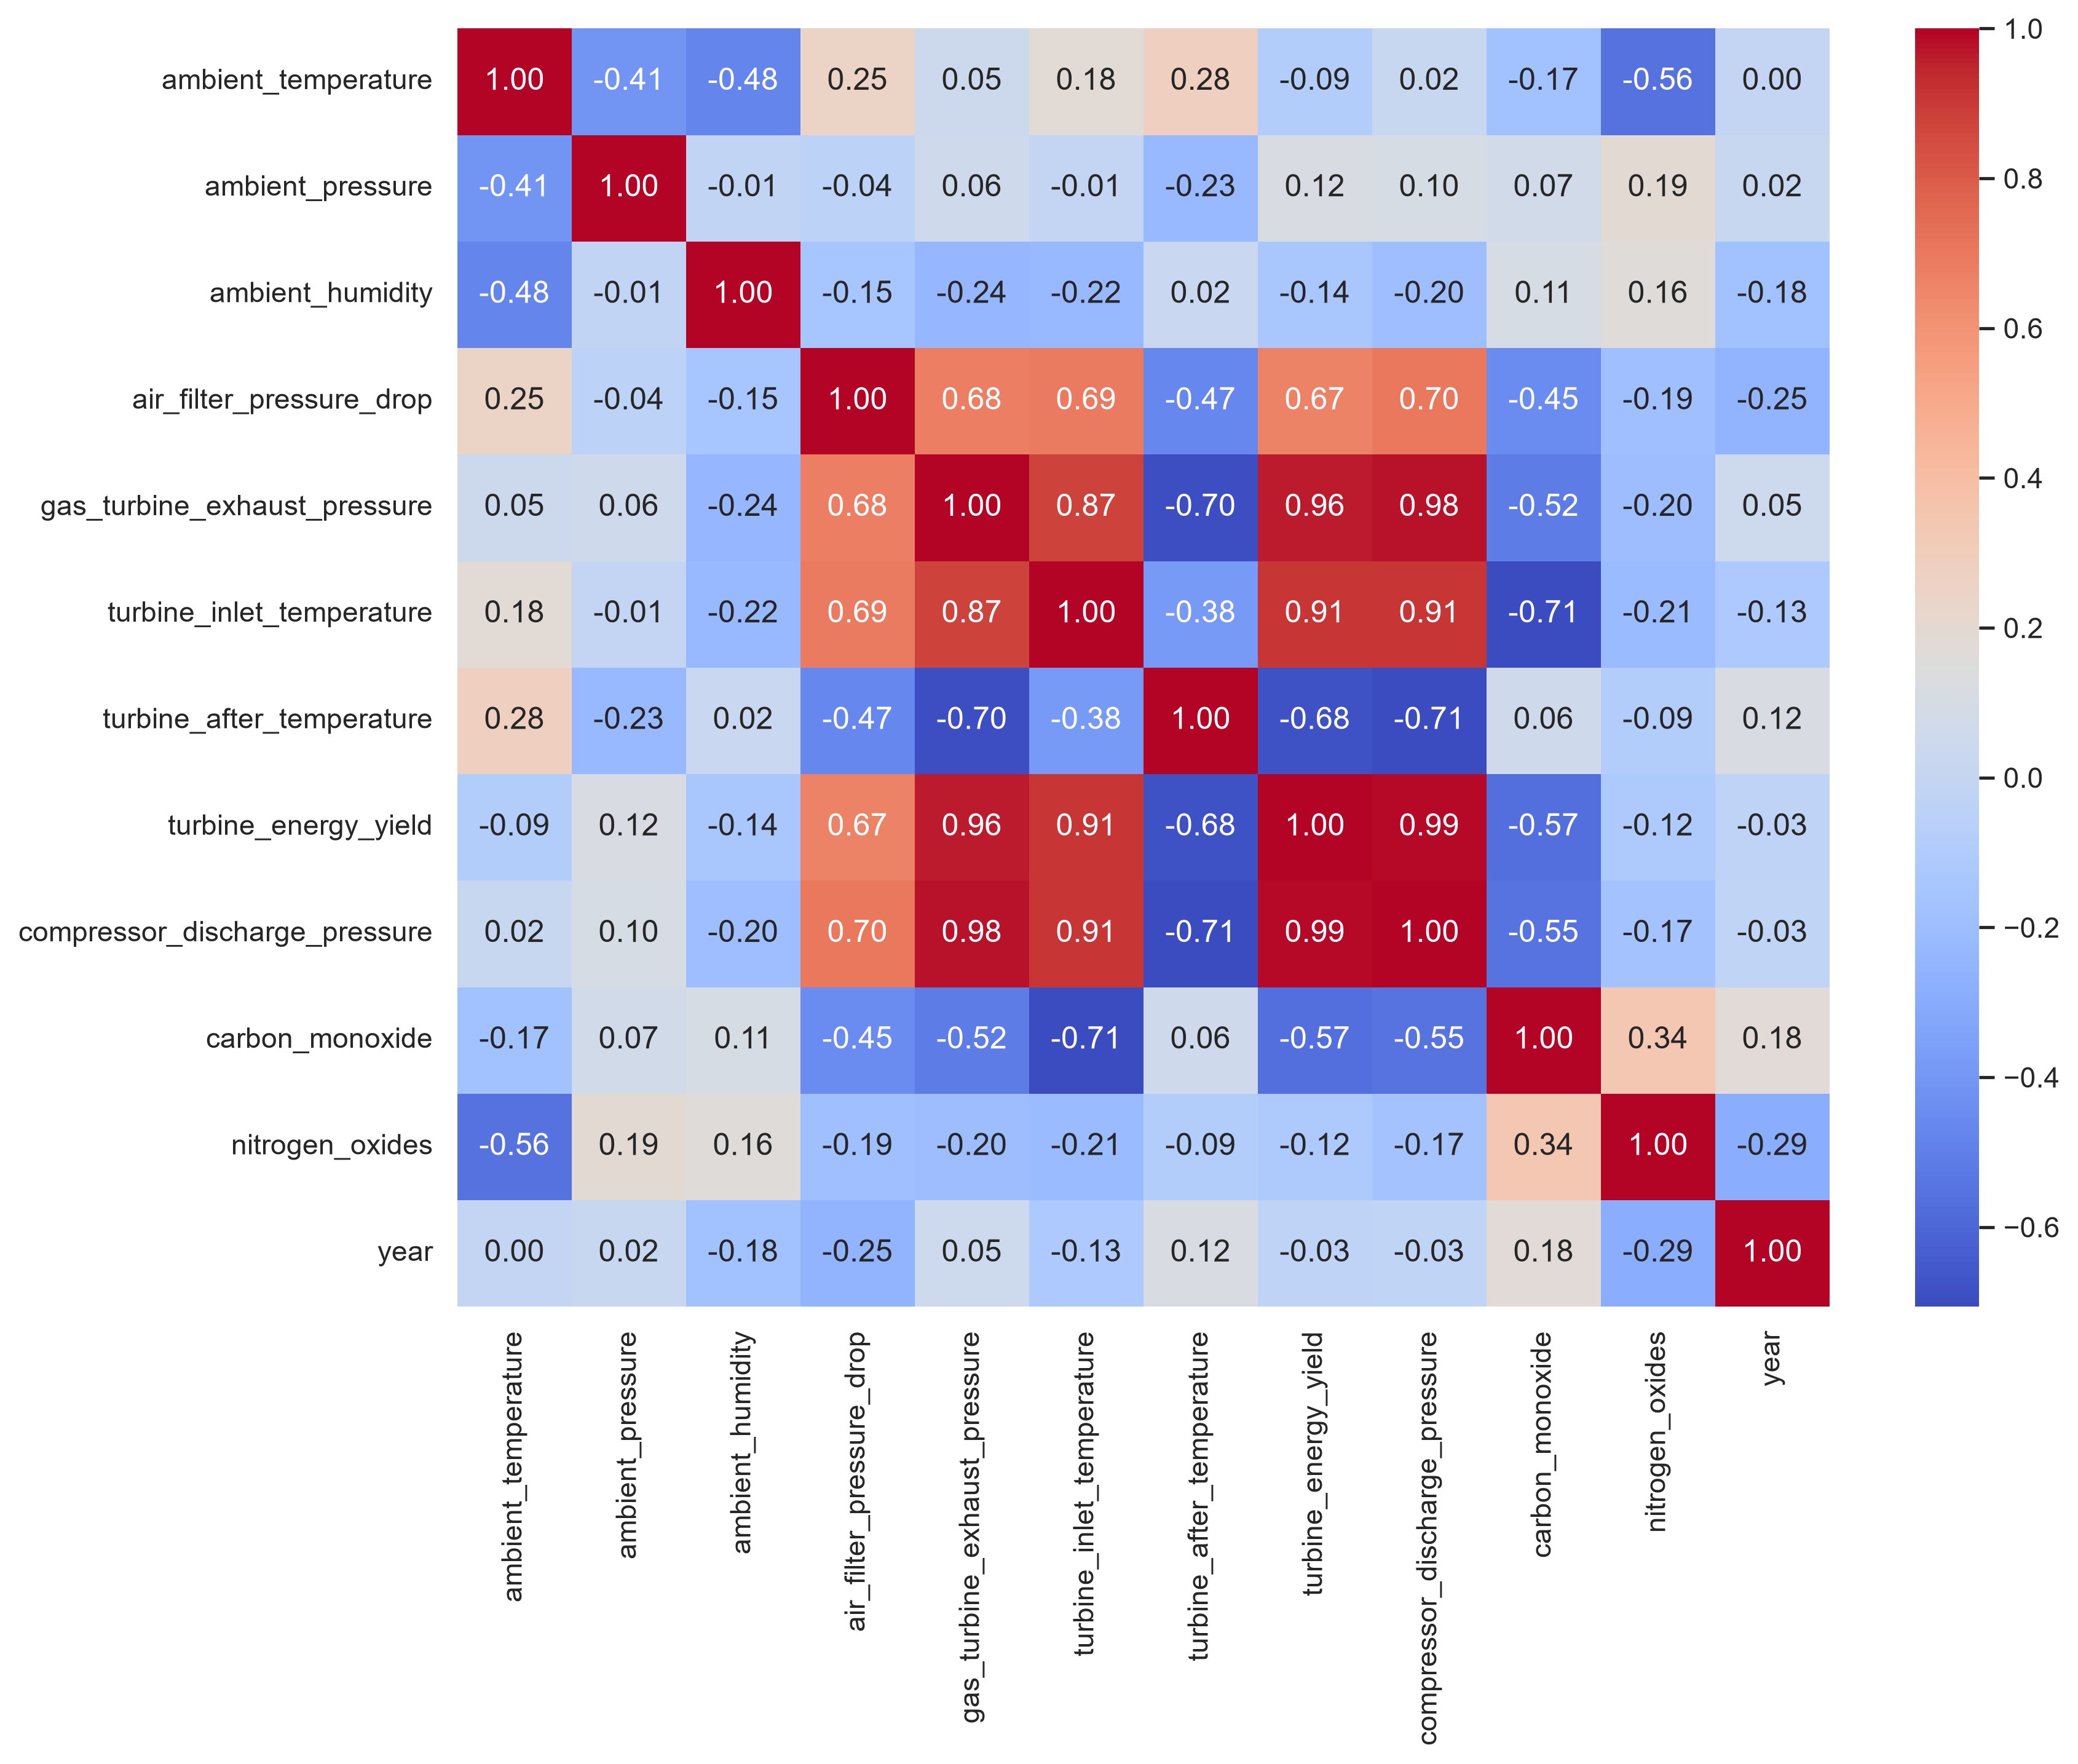 ambient_temperature 1.00 -0.41 -0.48 0.25 0.05 0.18 0.28 -0.09 0.02 -0.17 -0.56 0.00
ambient_pressure -0.41 1.00 -0.01 -0.04 0.06 -0.01 -0.23 0.12 0.10 0.07 0.19 0.02
ambient_humidity -0.48 -0.01 1.00 -0.15 -0.24 -0.22 0.02 -0.14 -0.20 0.11 0.16 -0.18
air_filter_pressure_drop 0.25 -0.04 -0.15 1.00 0.68 0.69 -0.47 0.67 0.70 -0.45 -0.19 -0.25
gas_turbine_exhaust_pressure 0.05 0.06 -0.24 0.68 1.00 0.87 -0.70 0.96 0.98 -0.52 -0.20 0.05
turbine_inlet_temperature 0.18 -0.01 -0.22 0.69 0.87 1.00 -0.38 0.91 0.91 -0.71 -0.21 -0.13
turbine_after_temperature 0.28 -0.23 0.02 -0.47 -0.70 -0.38 1.00 -0.68 -0.71 0.06 -0.09 0.12
turbine_energy_yield -0.09 0.12 -0.14 0.67 0.96 0.91 -0.68 1.00 0.99 -0.57 -0.12 -0.03
compressor_discharge_pressure 0.02 0.10 -0.20 0.70 0.98 0.91 -0.71 0.99 1.00 -0.55 -0.17 -0.03
carbon_monoxide -0.17 0.07 0.11 -0.45 -0.52 -0.71 0.06 -0.57 -0.55 1.00 0.34 0.18
nitrogen_oxides -0.56 0.19 0.16 -0.19 -0.20 -0.21 -0.09 -0.12 -0.17 0.34 1.00 -0.29
year 0.00 0.02 -0.18 -0.25 0.05 -0.13 0.12 -0.03 -0.03 0.18 -0.29 1.00
ambient_temperature
ambient_pressure
ambient_humidity
air_filter_pressure_drop
gas_turbine_exhaust_pressure
turbine_inlet_temperature
turbine_after_temperature
turbine_energy_yield
compressor_discharge_pressure
carbon_monoxide
nitrogen_oxides
year
1.0
0.8
0.6
0.4
0.2
0.0
−0.2
−0.4
−0.6